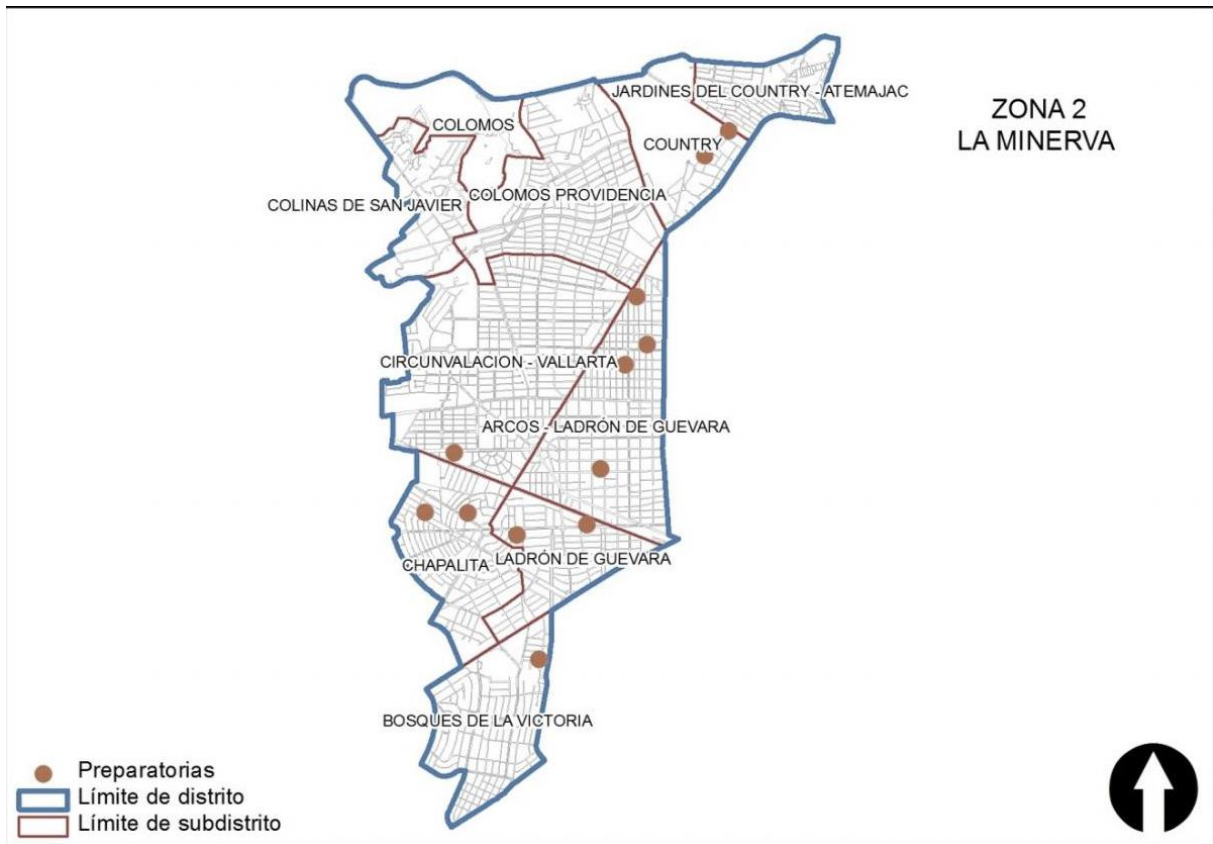 JARDINES DEL COUNTRY - ATEMAJAC
ZONA 2
LA MINERVA
COLOMOS
COUNTRY
COLOMOS PROVIDENCIA
COLINAS DE SAN JAVIER
CIRCUNVALACION - VALLARTA
ARCOS - LADRÓN DE GUEVARA
CHAPALITA
LADRÓN DE GUEVARA
BOSQUES DE LA VICTORIA
Preparatorias
Límite de distrito
Límite de subdistrito